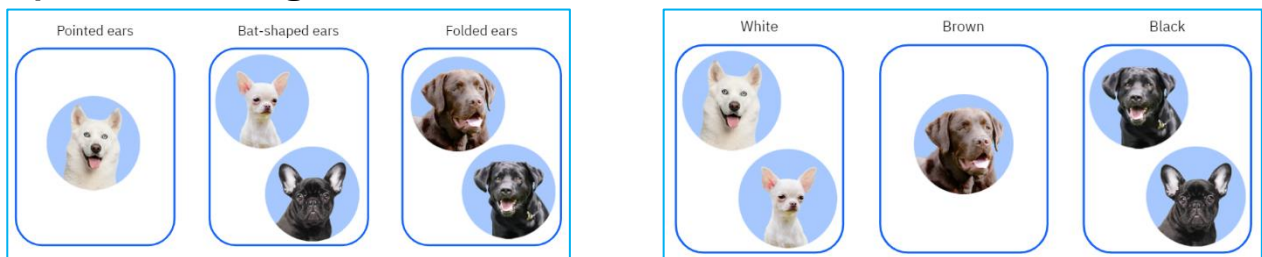 Pointed ears
Bat-shaped ears
Folded ears
White
Brown
Black